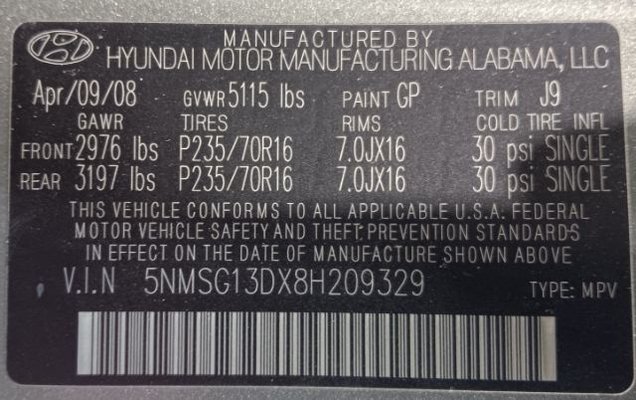 MANUFACTURED BY
HYUNDAI MOTOR MANUFACTURING ALABAMA, LLC
Apr/09/08 GVWR 5115 lbs PAINT GP TRIM J9
GAWR TIRES RIMS COLD TIRE INFL
FRONT 2976 lbs P235/70R16 7.0JX16 30 psi SINGLE
REAR 3197 lbs P235/70R16 7.0JX16 30 psi SINGLE
THIS VEHICLE CONFORMS TO ALL APPLICABLE U.S.A. FEDERAL
MOTOR VEHICLE SAFETY AND THEFT PREVENTION STANDARDS
IN EFFECT ON THE DATE OF MANUFACTURE SHOWN ABOVE
V.I.N 5NMSG13DX8H209329 TYPE: MPV